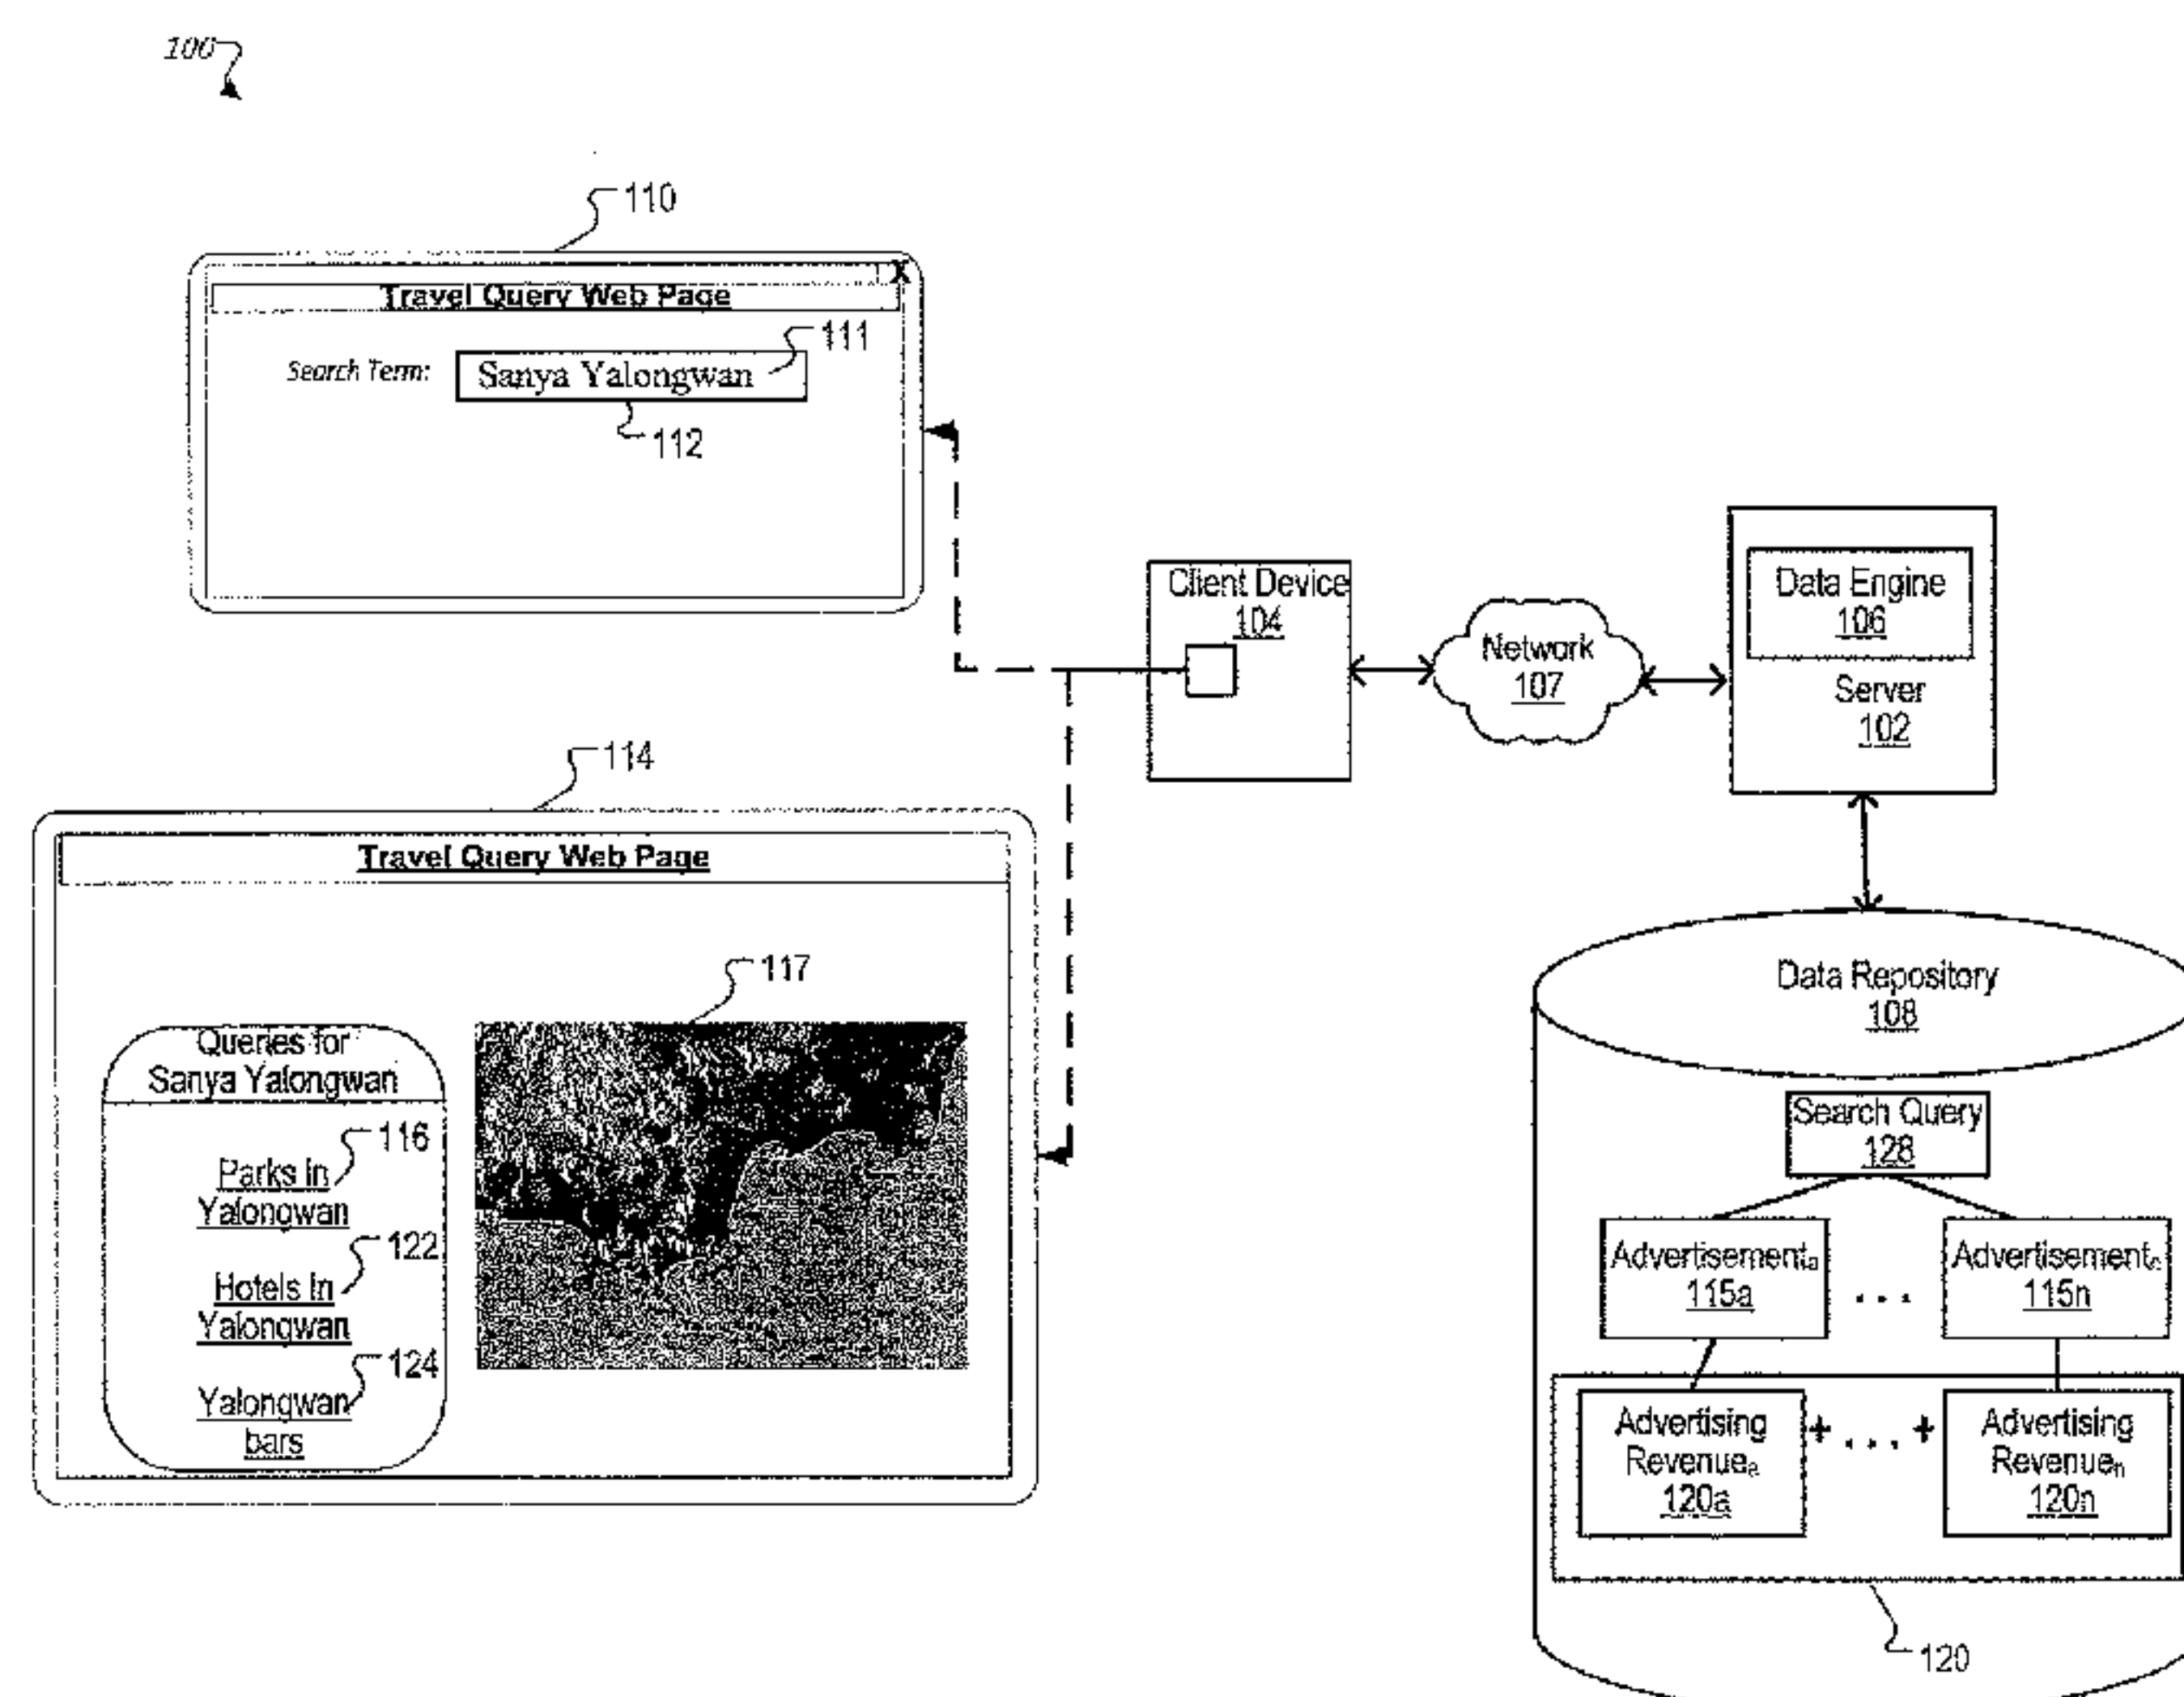 100
110
X
Travel Query Web Page
111
Search Term:
Sanya Yalongwan
112
Client Device
104
Network
107
Data Engine
106
Server
102
114
Travel Query Web Page
117
Queries for
Sanya Yalongwan
116
Parks In
Yalongwan
122
Hotels In
Yalongwan
124
Yalongwan
bars
Data Repository
108
Search Query
128
Advertisementa
115a
. . .
Advertisement
115n
Advertising
Revenuea
120a
+ . . . +
Advertising
Revenuen
120n
120